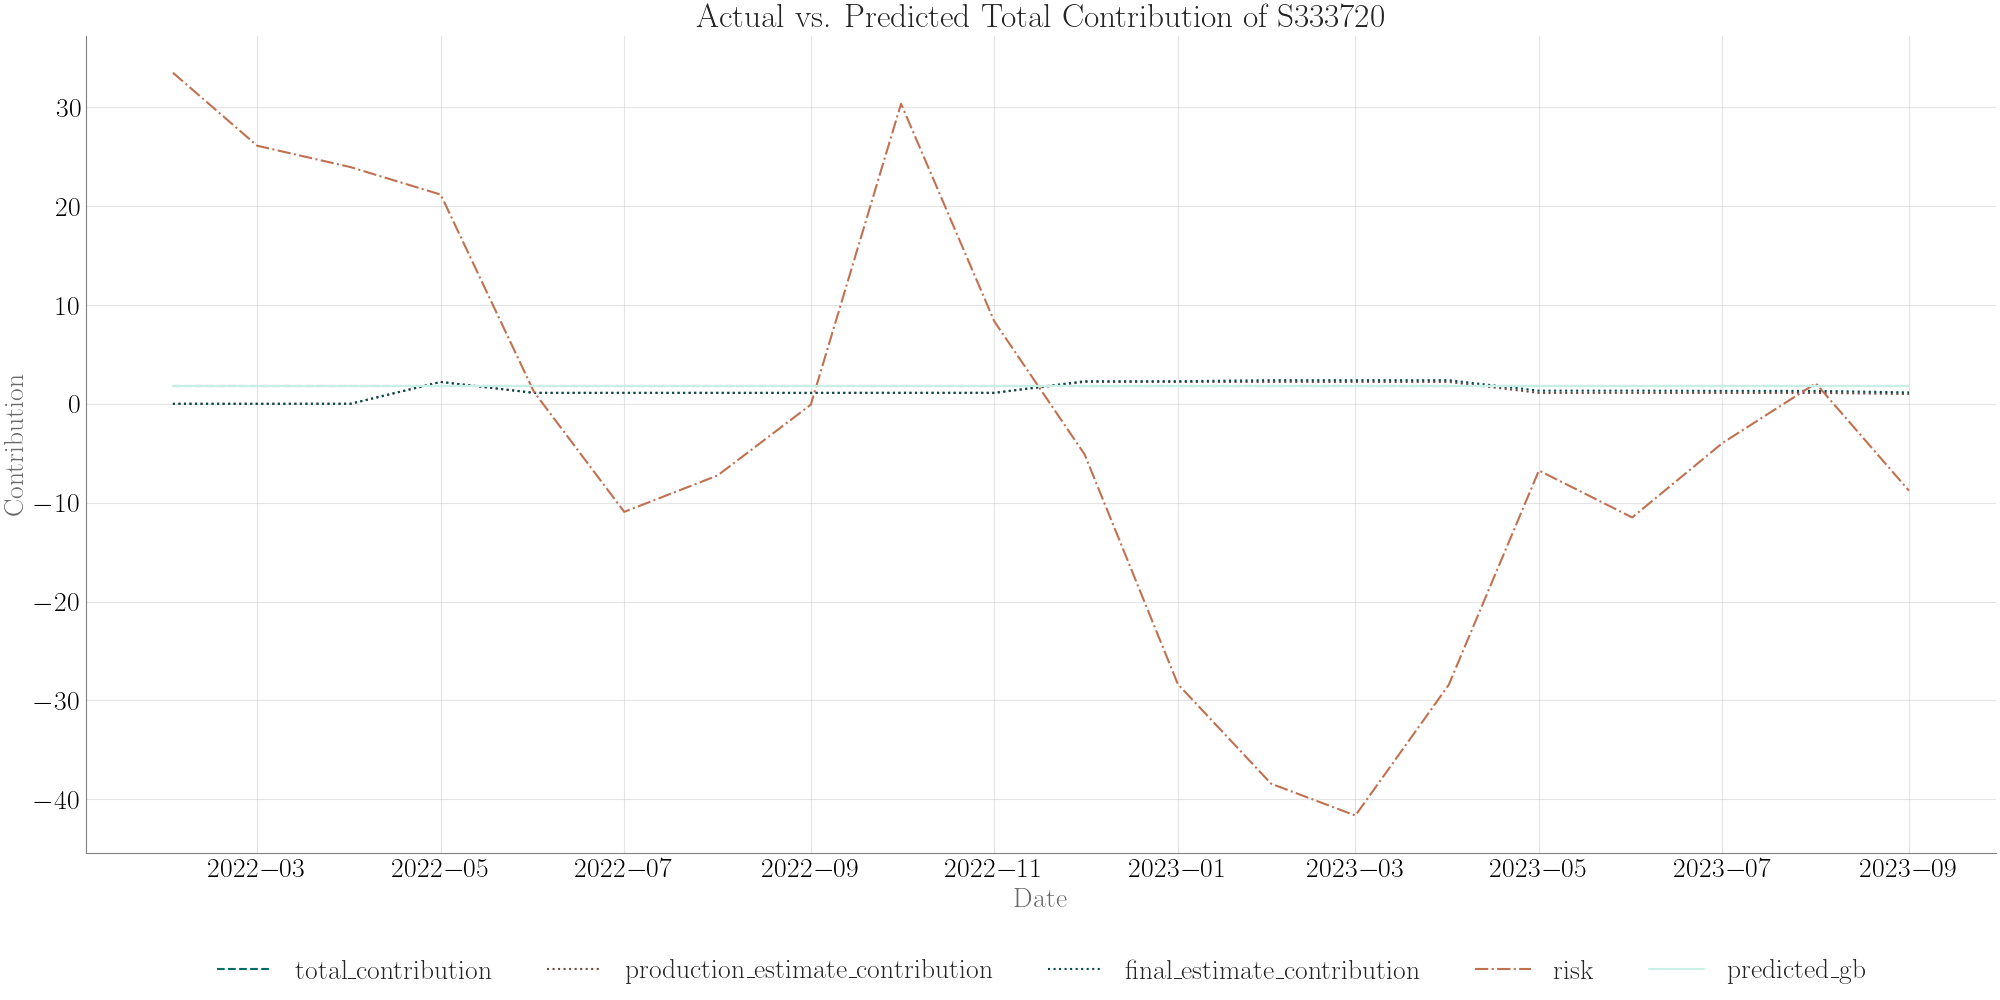 Actual vs. Predicted Total Contribution of S333720
30
20
10
0
−10
−20
−30
−40
Contribution
2022−03 2022−05 2022−07 2022−09 2022−11 2023−01 2023−03 2023−05 2023−07 2023−09
Date
total_contribution production_estimate_contribution final_estimate_contribution risk predicted_gb